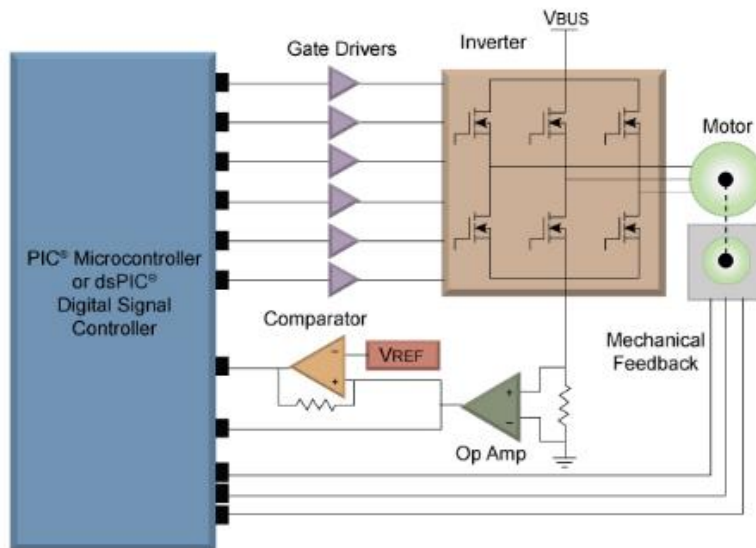 VBUS
Gate Drivers
Inverter
Motor
PIC® Microcontroller
or dsPIC®
Digital Signal
Controller
Comparator
–
VREF
+
Mechanical
Feedback
+
–
Op Amp